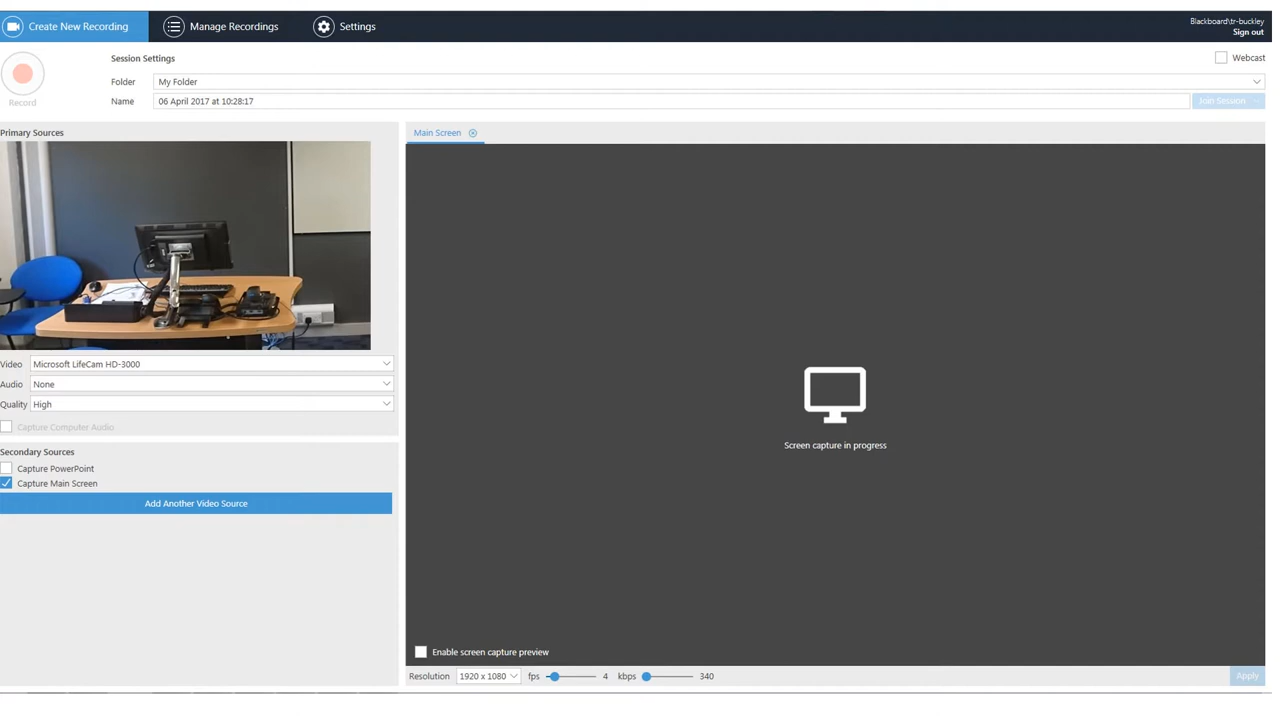 Create New Recording
Manage Recordings
Settings
Blackboard\tr-buckley
Sign out
Session Settings
Webcast
Folder
My Folder
Record
Name
06 April 2017 at 10:28:17
Join Session
Primary Sources
Main Screen
Video
Microsoft LifeCam HD-3000
Audio
None
Quality
High
Capture Computer Audio
Secondary Sources
Capture PowerPoint
Capture Main Screen
Add Another Video Source
Screen capture in progress
Enable screen capture preview
Resolution 1920 x 1080 fps 4 kbps 340
Apply